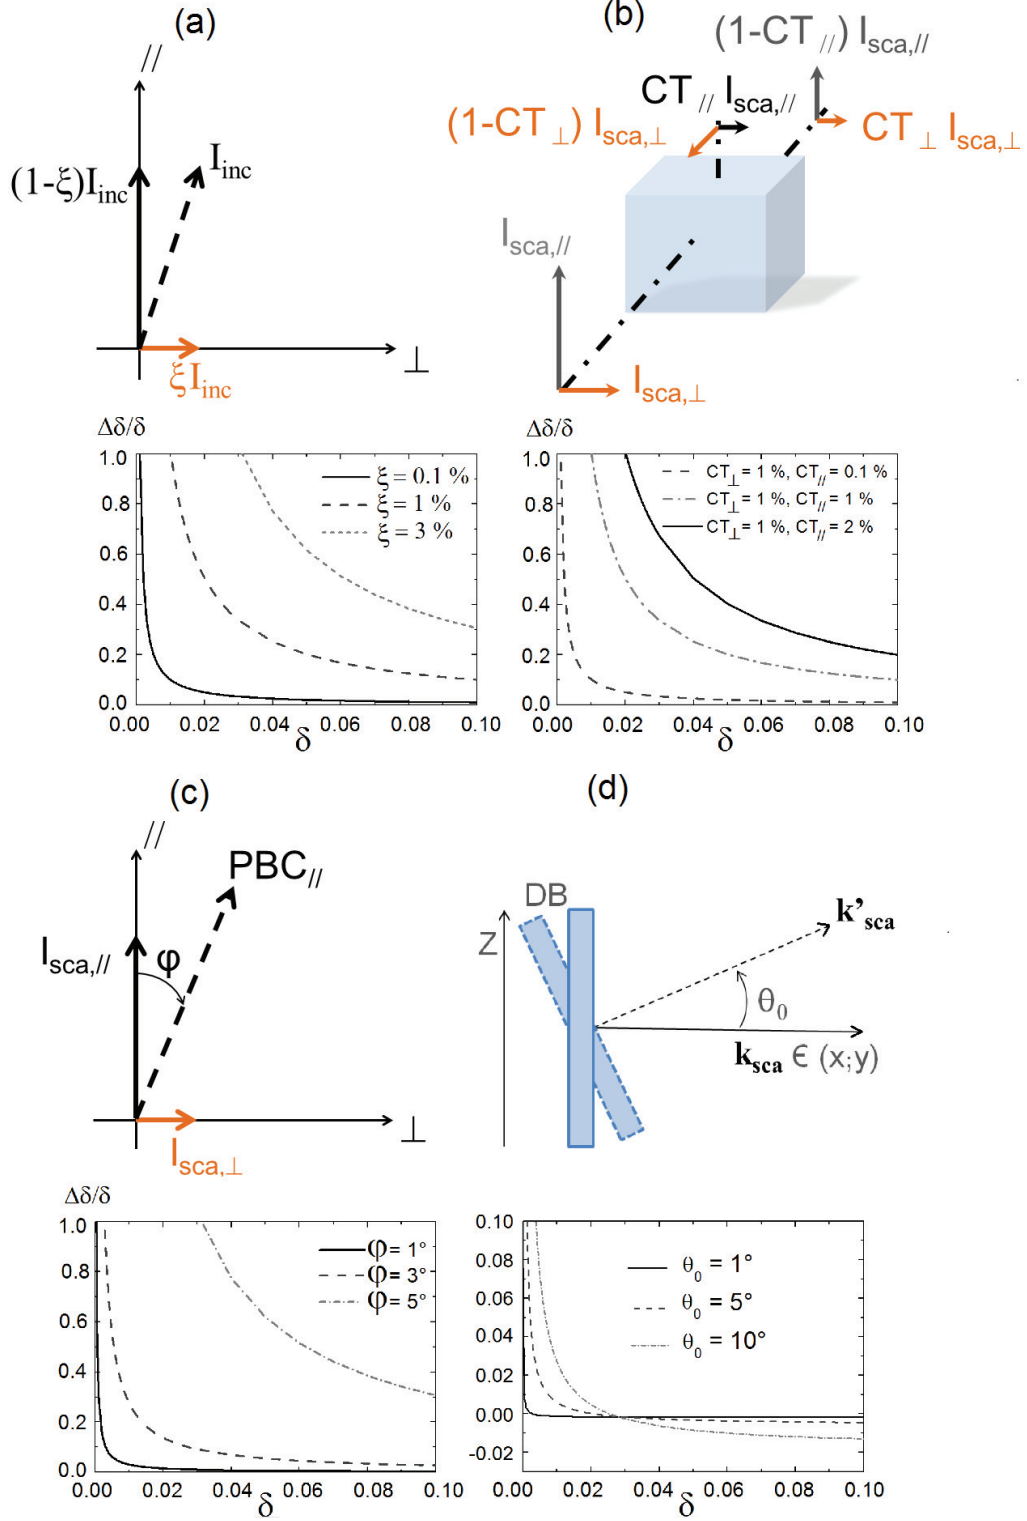 (a)
//
(1-ξ)I_inc
I_inc
ξI_inc
⊥
(b)
(1-CT_//) I_sca,//
CT_// I_sca,//
(1-CT_⊥) I_sca,⊥
CT_⊥ I_sca,⊥
I_sca,//
I_sca,⊥
Δδ/δ
1.0
0.8
0.6
0.4
0.2
0.0
0.00 0.02 0.04 0.06 0.08 0.10
δ
ξ = 0.1 %
ξ = 1 %
ξ = 3 %
Δδ/δ
1.0
0.8
0.6
0.4
0.2
0.0
0.00 0.02 0.04 0.06 0.08 0.10
δ
CT_⊥ = 1 %, CT_// = 0.1 %
CT_⊥ = 1 %, CT_// = 1 %
CT_⊥ = 1 %, CT_// = 2 %
(c)
//
PBC_//
I_sca,//
φ
⊥
I_sca,⊥
(d)
DB
Z
k'_sca
θ_0
k_sca ∈ (x;y)
Δδ/δ
1.0
0.8
0.6
0.4
0.2
0.0
0.00 0.02 0.04 0.06 0.08 0.10
δ
φ = 1°
φ = 3°
φ = 5°
0.10
0.08
0.06
0.04
0.02
0.00
-0.02
0.00 0.02 0.04 0.06 0.08 0.10
δ
θ_0 = 1°
θ_0 = 5°
θ_0 = 10°